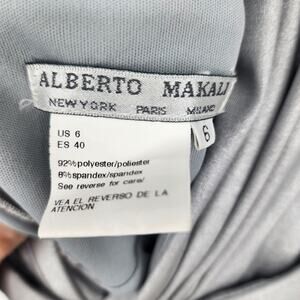 ALBERTO MAKALI
NEW YORK PARIS MILANO
6
US 6
ES 40
92% polyester/poliester
8% spandex/spandex
See reverse for care/
VEA EL REVERSO DE LA
ATENCION